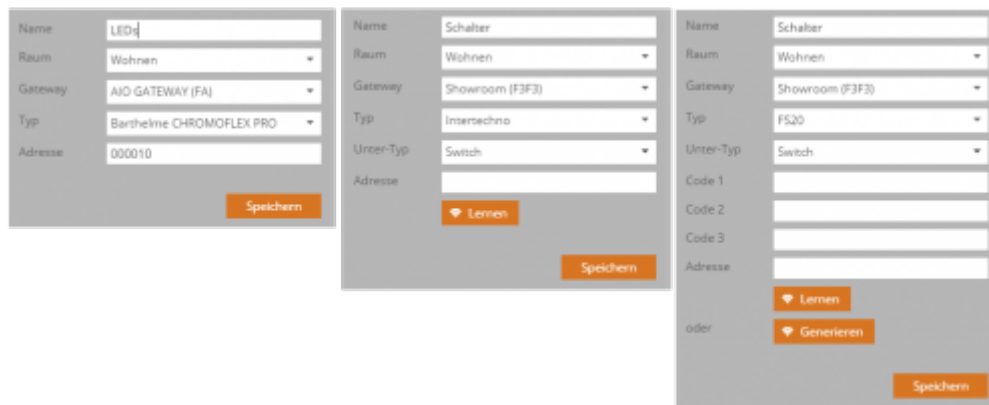 Name LEDs
Raum Wohnen
Gateway AIO GATEWAY (FA)
Typ Barthelme CHROMOFLEX PRO
Adresse 000010
Speichern
Name Schalter
Raum Wohnen
Gateway Showroom (F3F3)
Typ Intertechno
Unter-Typ Switch
Adresse
Lernen
Speichern
Name Schalter
Raum Wohnen
Gateway Showroom (F3F3)
Typ FS20
Unter-Typ Switch
Code 1
Code 2
Code 3
Adresse
Lernen
oder Generieren
Speichern